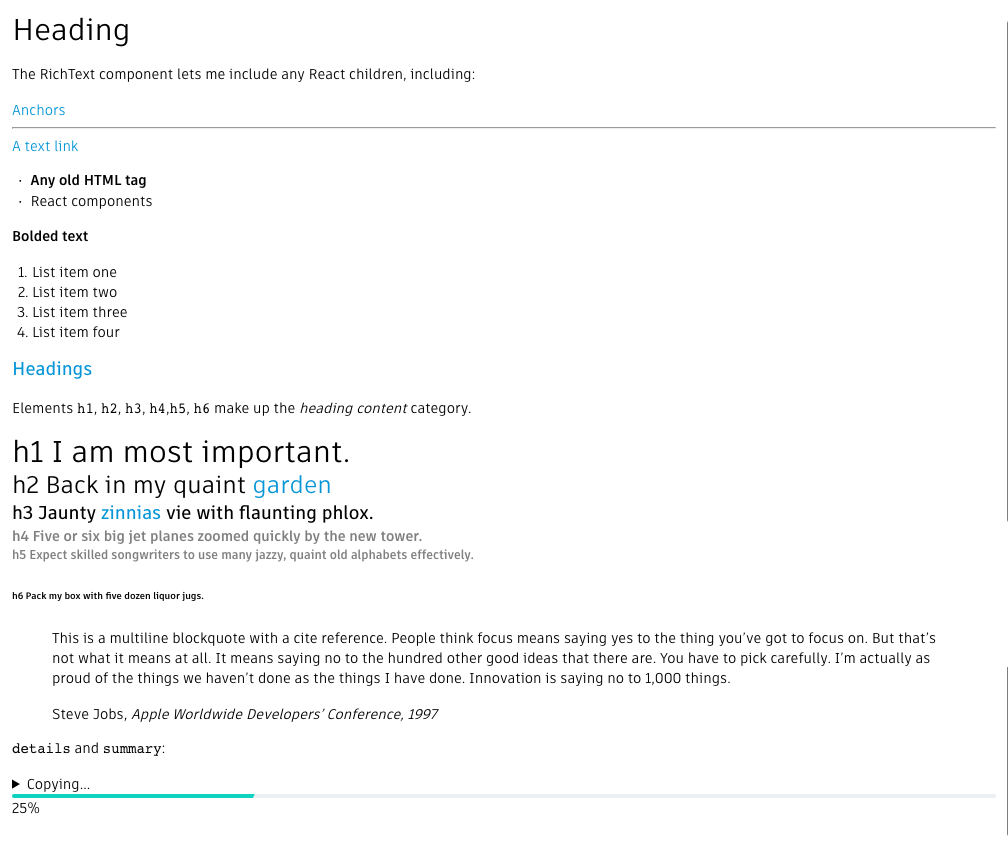 Heading
The RichText component lets me include any React children, including:
Anchors
A text link
· Any old HTML tag
· React components
Bolded text
1. List item one
2. List item two
3. List item three
4. List item four
Headings
Elements h1, h2, h3, h4,h5, h6 make up the heading content category.
h1 I am most important.
h2 Back in my quaint garden
h3 Jaunty zinnias vie with flaunting phlox.
h4 Five or six big jet planes zoomed quickly by the new tower.
h5 Expect skilled songwriters to use many jazzy, quaint old alphabets effectively.
h6 Pack my box with five dozen liquor jugs.
This is a multiline blockquote with a cite reference. People think focus means saying yes to the thing you’ve got to focus on. But that’s
not what it means at all. It means saying no to the hundred other good ideas that there are. You have to pick carefully. I’m actually as
proud of the things we haven’t done as the things I have done. Innovation is saying no to 1,000 things.
Steve Jobs, Apple Worldwide Developers’ Conference, 1997
details and summary:
Copying...
25%